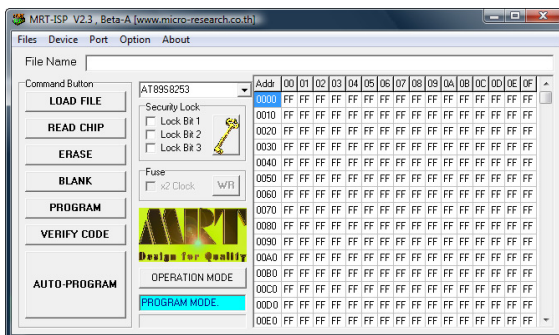 MRT-ISP V2.3 , Beta-A [www.micro-research.co.th]
Files Device Port Option About
File Name
Command Button
LOAD FILE
READ CHIP
ERASE
BLANK
PROGRAM
VERIFY CODE
AUTO-PROGRAM
AT89S8253
Security Lock
Lock Bit 1
Lock Bit 2
Lock Bit 3
Fuse
x2 Clock WR
MRT
Design for Quality
OPERATION MODE
PROGRAM MODE.
Addr 00 01 02 03 04 05 06 07 08 09 0A 0B 0C 0D 0E 0F
0000 FF FF FF FF FF FF FF FF FF FF FF FF FF FF FF FF
0010 FF FF FF FF FF FF FF FF FF FF FF FF FF FF FF FF
0020 FF FF FF FF FF FF FF FF FF FF FF FF FF FF FF FF
0030 FF FF FF FF FF FF FF FF FF FF FF FF FF FF FF FF
0040 FF FF FF FF FF FF FF FF FF FF FF FF FF FF FF FF
0050 FF FF FF FF FF FF FF FF FF FF FF FF FF FF FF FF
0060 FF FF FF FF FF FF FF FF FF FF FF FF FF FF FF FF
0070 FF FF FF FF FF FF FF FF FF FF FF FF FF FF FF FF
0080 FF FF FF FF FF FF FF FF FF FF FF FF FF FF FF FF
0090 FF FF FF FF FF FF FF FF FF FF FF FF FF FF FF FF
00A0 FF FF FF FF FF FF FF FF FF FF FF FF FF FF FF FF
00B0 FF FF FF FF FF FF FF FF FF FF FF FF FF FF FF FF
00C0 FF FF FF FF FF FF FF FF FF FF FF FF FF FF FF FF
00D0 FF FF FF FF FF FF FF FF FF FF FF FF FF FF FF FF
00E0 FF FF FF FF FF FF FF FF FF FF FF FF FF FF FF FF